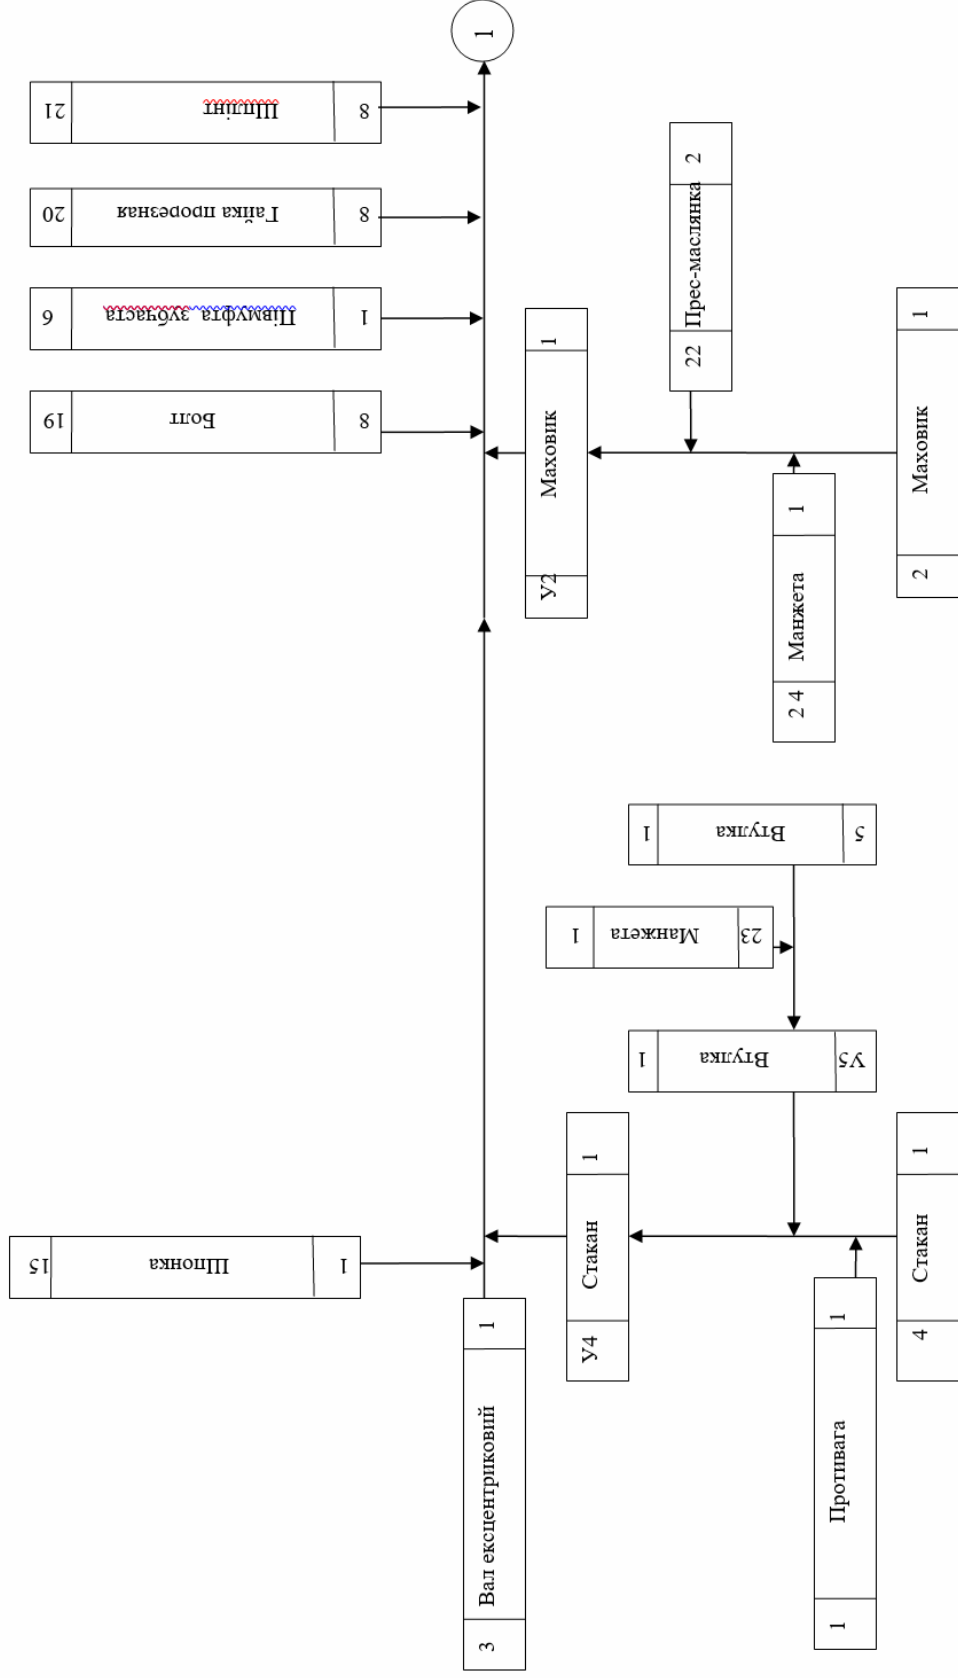 1
21 Шплінт 8
20 Гайка прорезная 8
6 Півмуфта зубчаста 1
19 Болт 8
У2 Маховик 1
22 Прес-маслянка 2
2 4 Манжета 1
2 Маховик 1
5 Втулка 1
23 Манжета 1
У5 Втулка 1
15 Шпонка 1
У4 Стакан 1
4 Стакан 1
3 Вал ексцентриковий 1
1 Противага 1